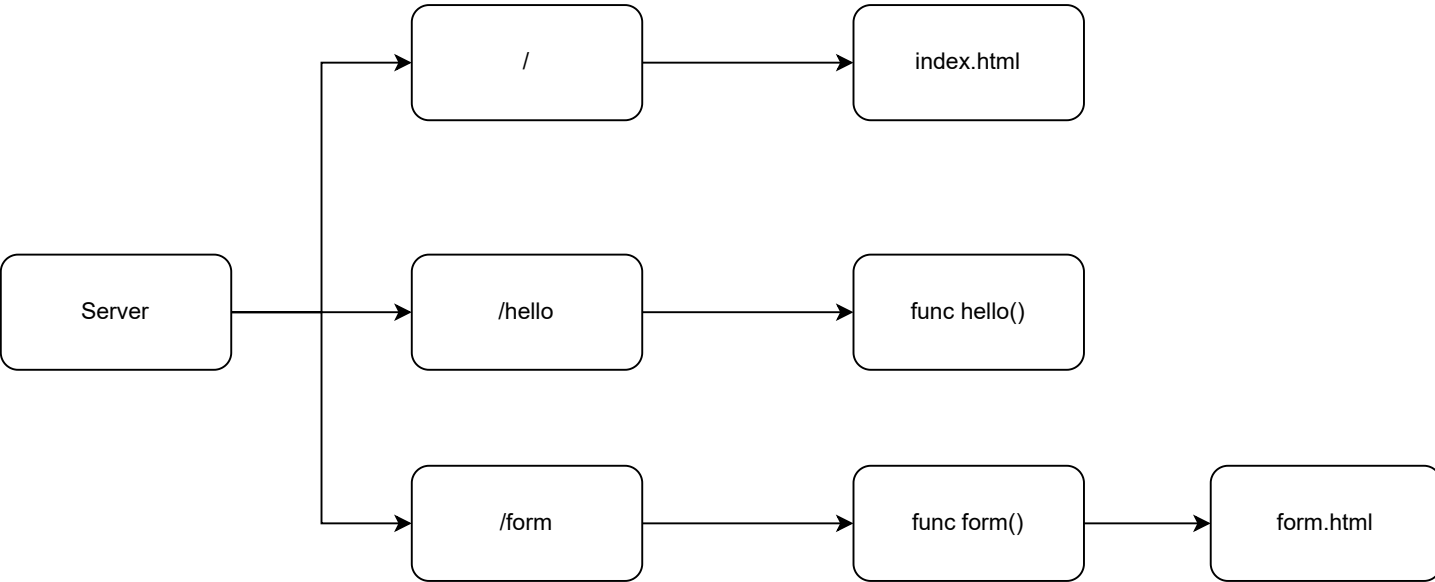 /
index.html
Server
/hello
func hello()
/form
func form()
form.html